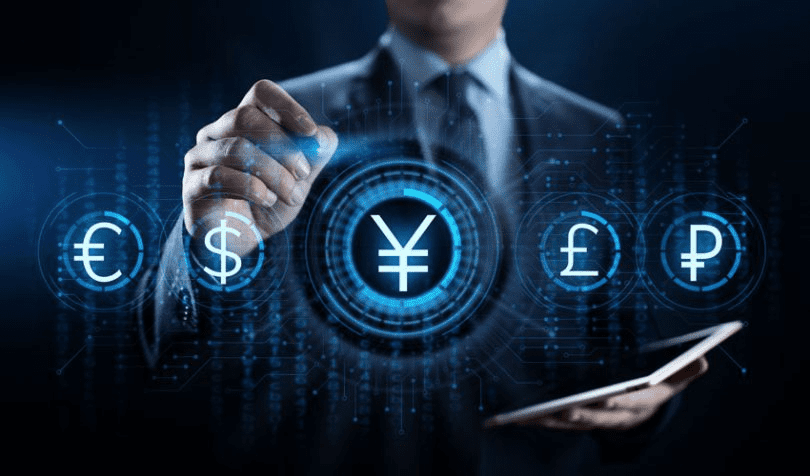 € $ ¥ £ ₽